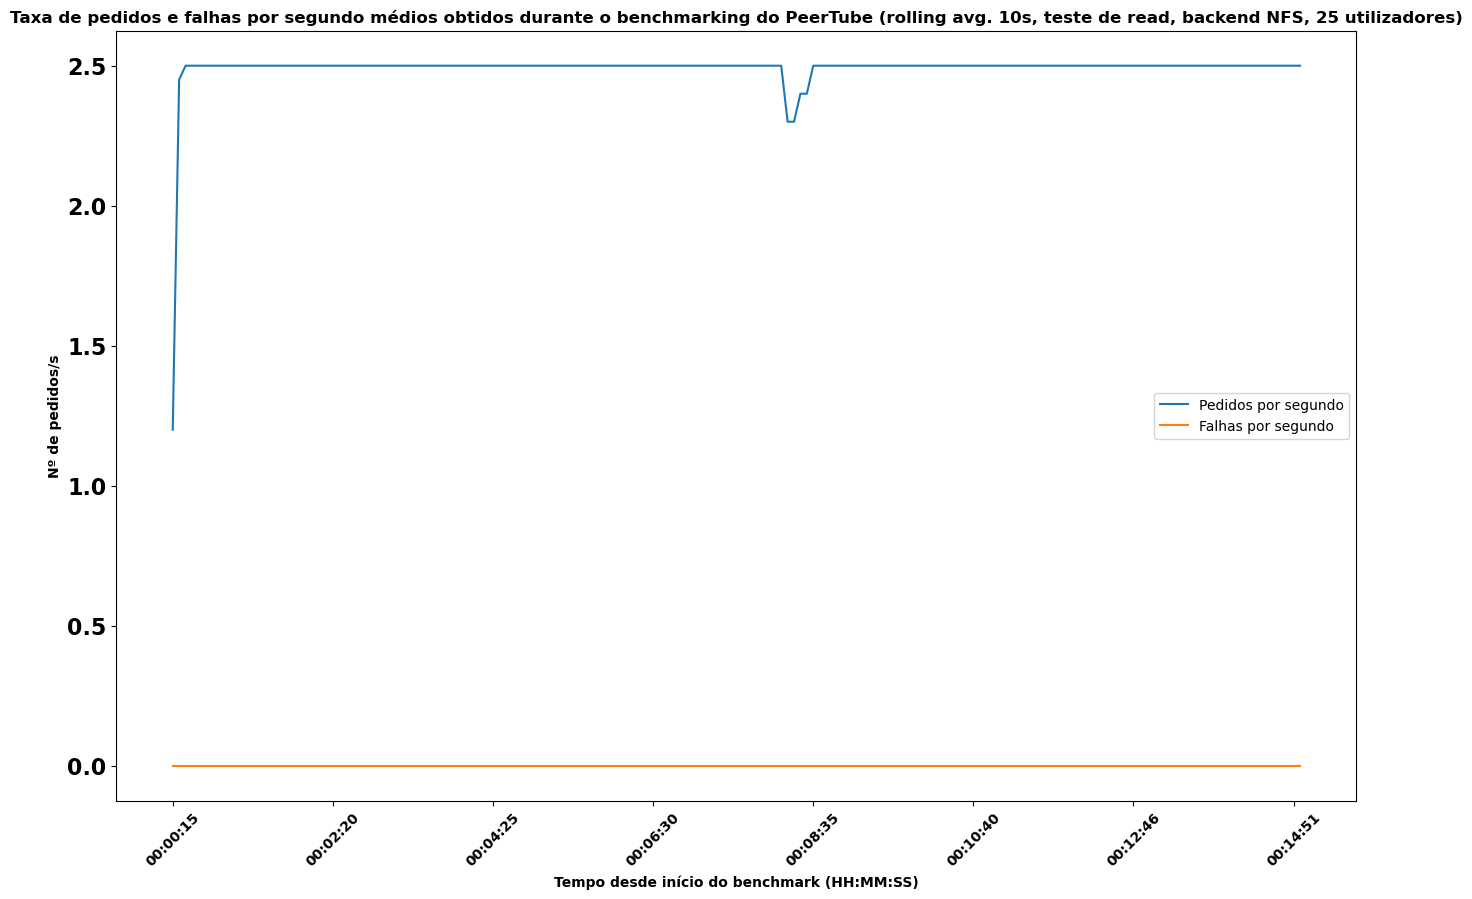 Taxa de pedidos e falhas por segundo médios obtidos durante o benchmarking do PeerTube (rolling avg. 10s, teste de read, backend NFS, 25 utilizadores)
2.5
2.0
1.5
1.0
0.5
0.0
Nº de pedidos/s
Pedidos por segundo
Falhas por segundo
00:00:15
00:02:20
00:04:25
00:06:30
00:08:35
00:10:40
00:12:46
00:14:51
Tempo desde início do benchmark (HH:MM:SS)